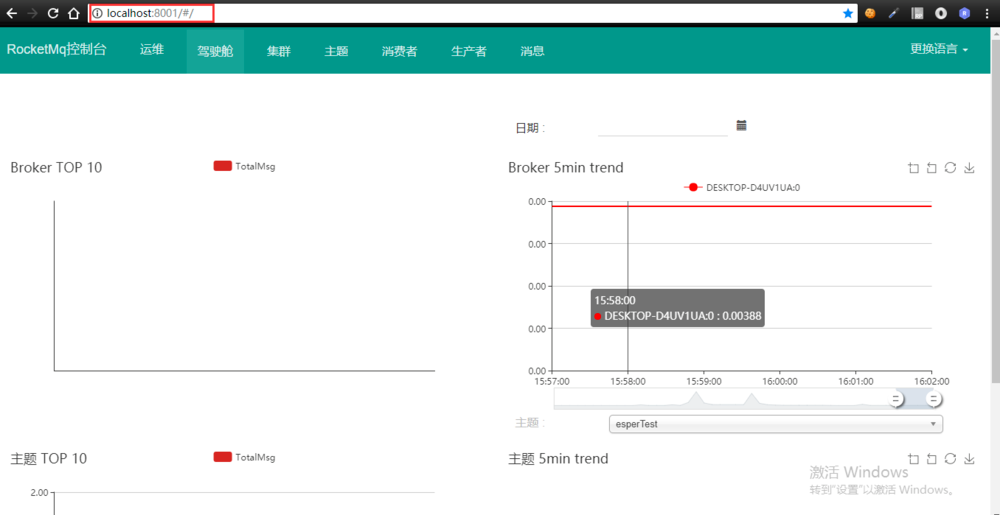 localhost:8001/#/
RocketMq控制台 运维 驾驶舱 集群 主题 消费者 生产者 消息 更换语言
日期 :
Broker TOP 10
TotalMsg
Broker 5min trend
DESKTOP-D4UV1UA:0
0.00
0.00
0.00
0.00
0.00
15:58:00
DESKTOP-D4UV1UA:0 : 0.00388
15:57:00 15:58:00 15:59:00 16:00:00 16:01:00 16:02:00
主题 :
esperTest
主题 TOP 10
TotalMsg
2.00
主题 5min trend
激活 Windows
转到"设置"以激活 Windows。